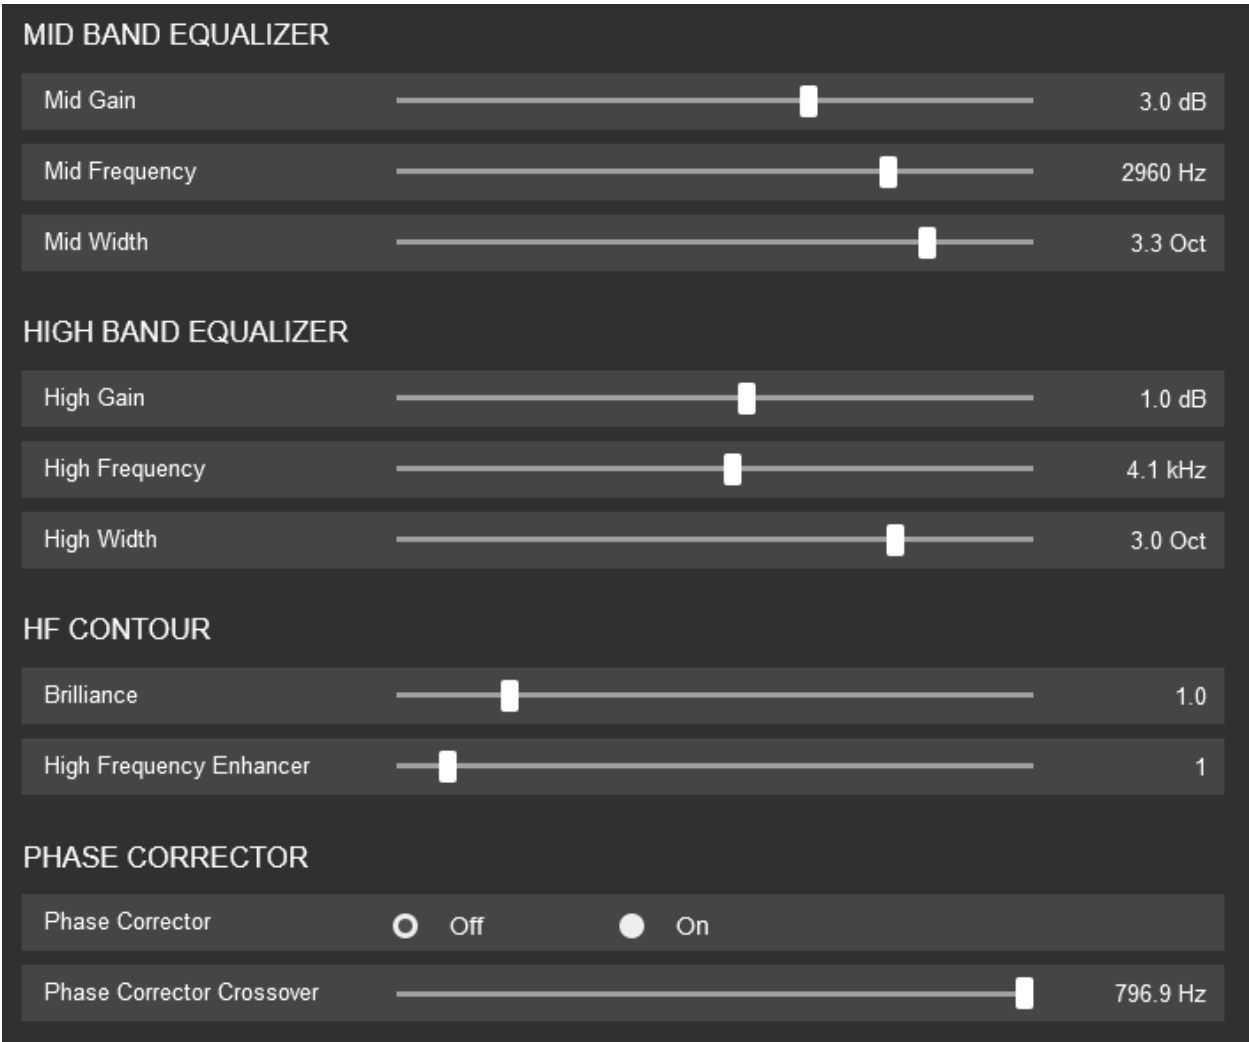 MID BAND EQUALIZER
Mid Gain 3.0 dB
Mid Frequency 2960 Hz
Mid Width 3.3 Oct
HIGH BAND EQUALIZER
High Gain 1.0 dB
High Frequency 4.1 kHz
High Width 3.0 Oct
HF CONTOUR
Brilliance 1.0
High Frequency Enhancer 1
PHASE CORRECTOR
Phase Corrector Off On
Phase Corrector Crossover 796.9 Hz